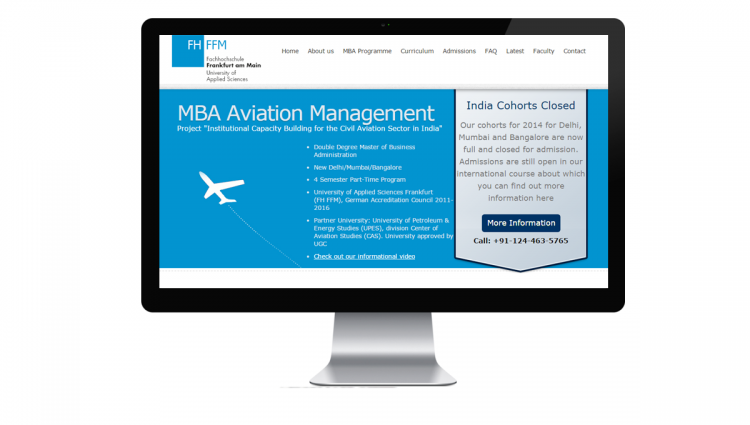 FH FFM
Fachhochschule
Frankfurt am Main
University of
Applied Sciences
Home About us MBA Programme Curriculum Admissions FAQ Latest Faculty Contact
MBA Aviation Management
Project "Institutional Capacity Building for the Civil Aviation Sector in India"
• Double Degree Master of Business
Administration
• New Delhi/Mumbai/Bangalore
• 4 Semester Part-Time Program
• University of Applied Sciences Frankfurt
(FH FFM), German Accreditation Council 2011-
2016
• Partner University: University of Petroleum &
Energy Studies (UPES), division Center of
Aviation Studies (CAS). University approved by
UGC
• Check out our informational video
India Cohorts Closed
Our cohorts for 2014 for Delhi,
Mumbai and Bangalore are now
full and closed for admission.
Admissions are still open in our
international course about which
you can find out more
information here
More Information
Call: +91-124-463-5765